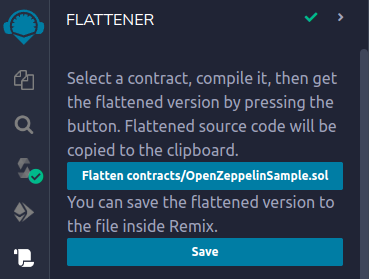 FLATTENER
Select a contract, compile it, then get
the flattened version by pressing the
button. Flattened source code will be
copied to the clipboard.
Flatten contracts/OpenZeppelinSample.sol
You can save the flattened version to
the file inside Remix.
Save